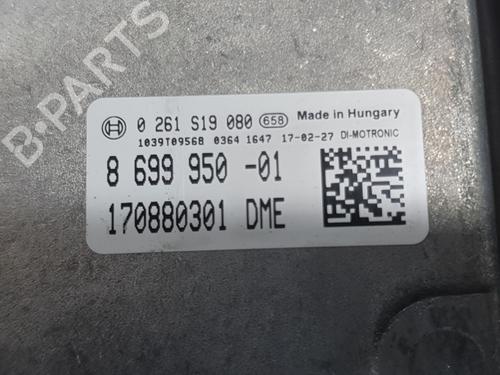 B-PARTS
0 261 S19 080 658 Made in Hungary
1039T09568 0364 1647 17-02-27 DI-MOTRONIC
8 699 950 -01
170880301 DME